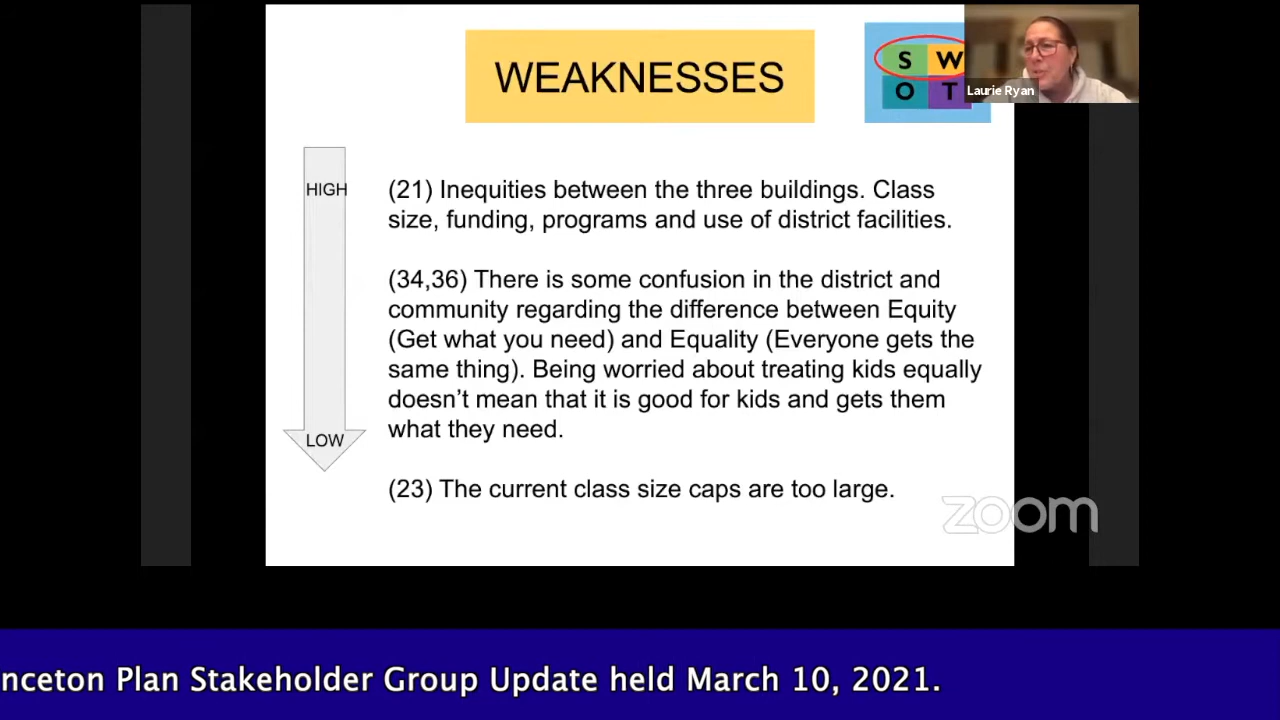 WEAKNESSES
S W
O T
Laurie Ryan
HIGH
LOW
(21) Inequities between the three buildings. Class
size, funding, programs and use of district facilities.
(34,36) There is some confusion in the district and
community regarding the difference between Equity
(Get what you need) and Equality (Everyone gets the
same thing). Being worried about treating kids equally
doesn’t mean that it is good for kids and gets them
what they need.
(23) The current class size caps are too large.
zoom
nceton Plan Stakeholder Group Update held March 10, 2021.